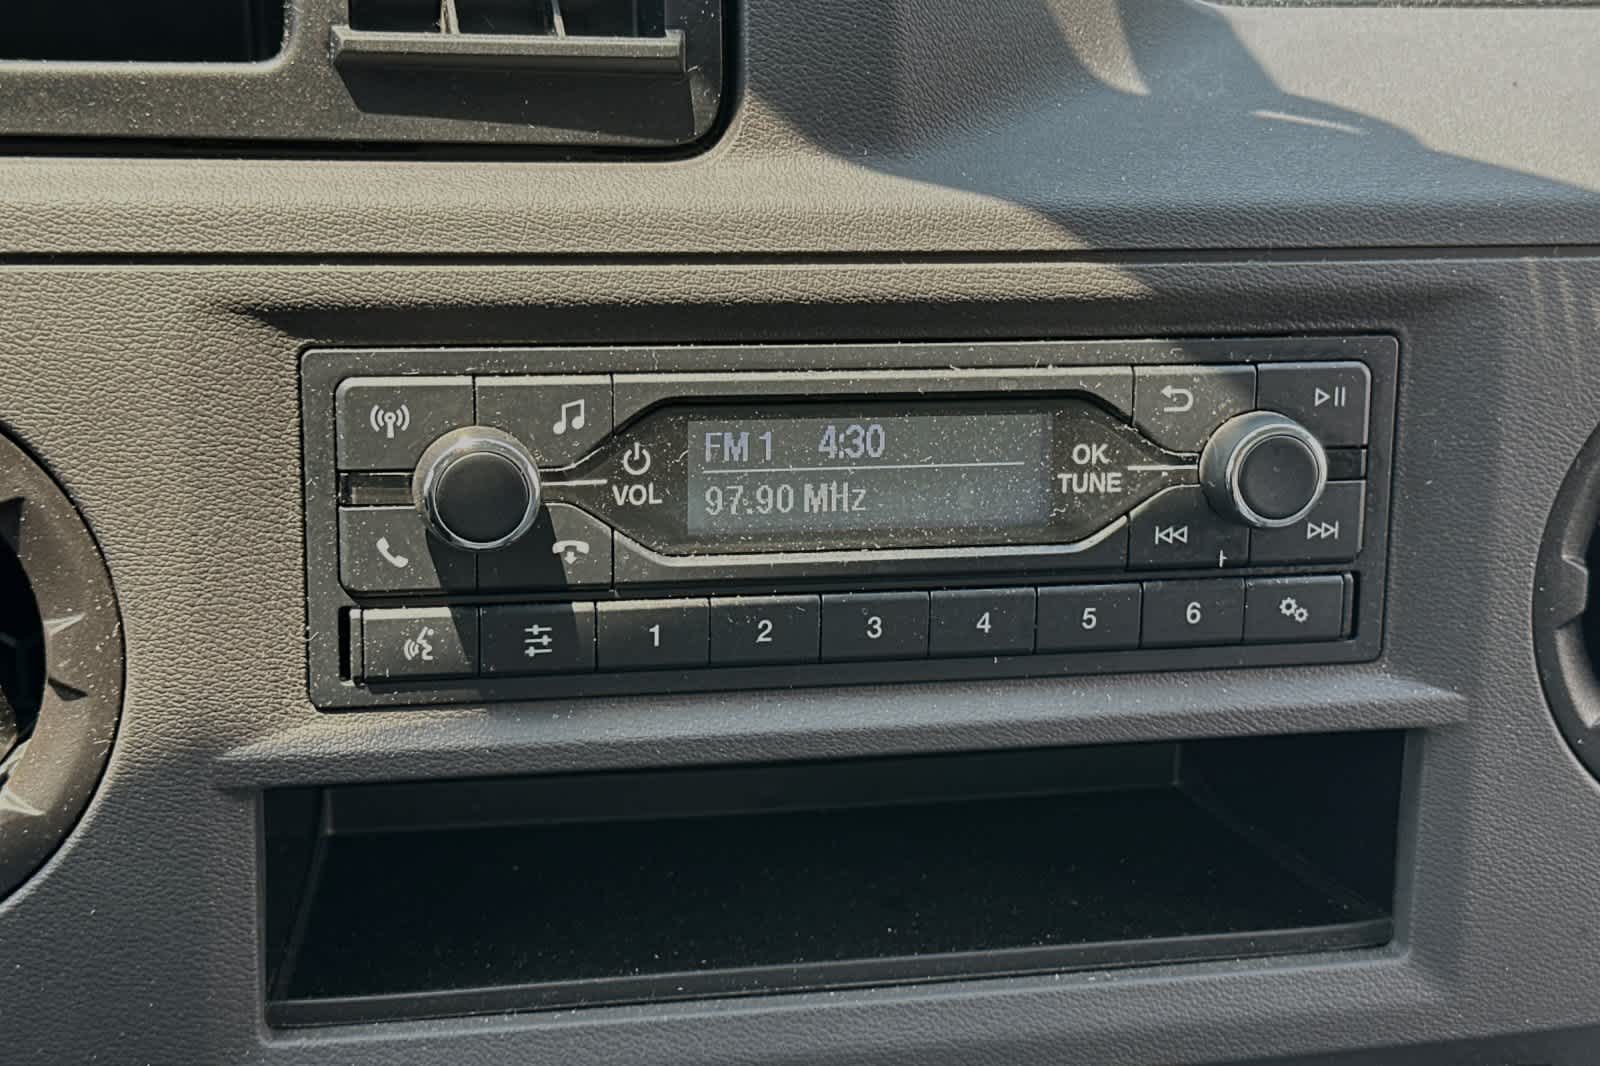 FM 1 4:30
97.90 MHz
VOL
OK
TUNE
1 2 3 4 5 6